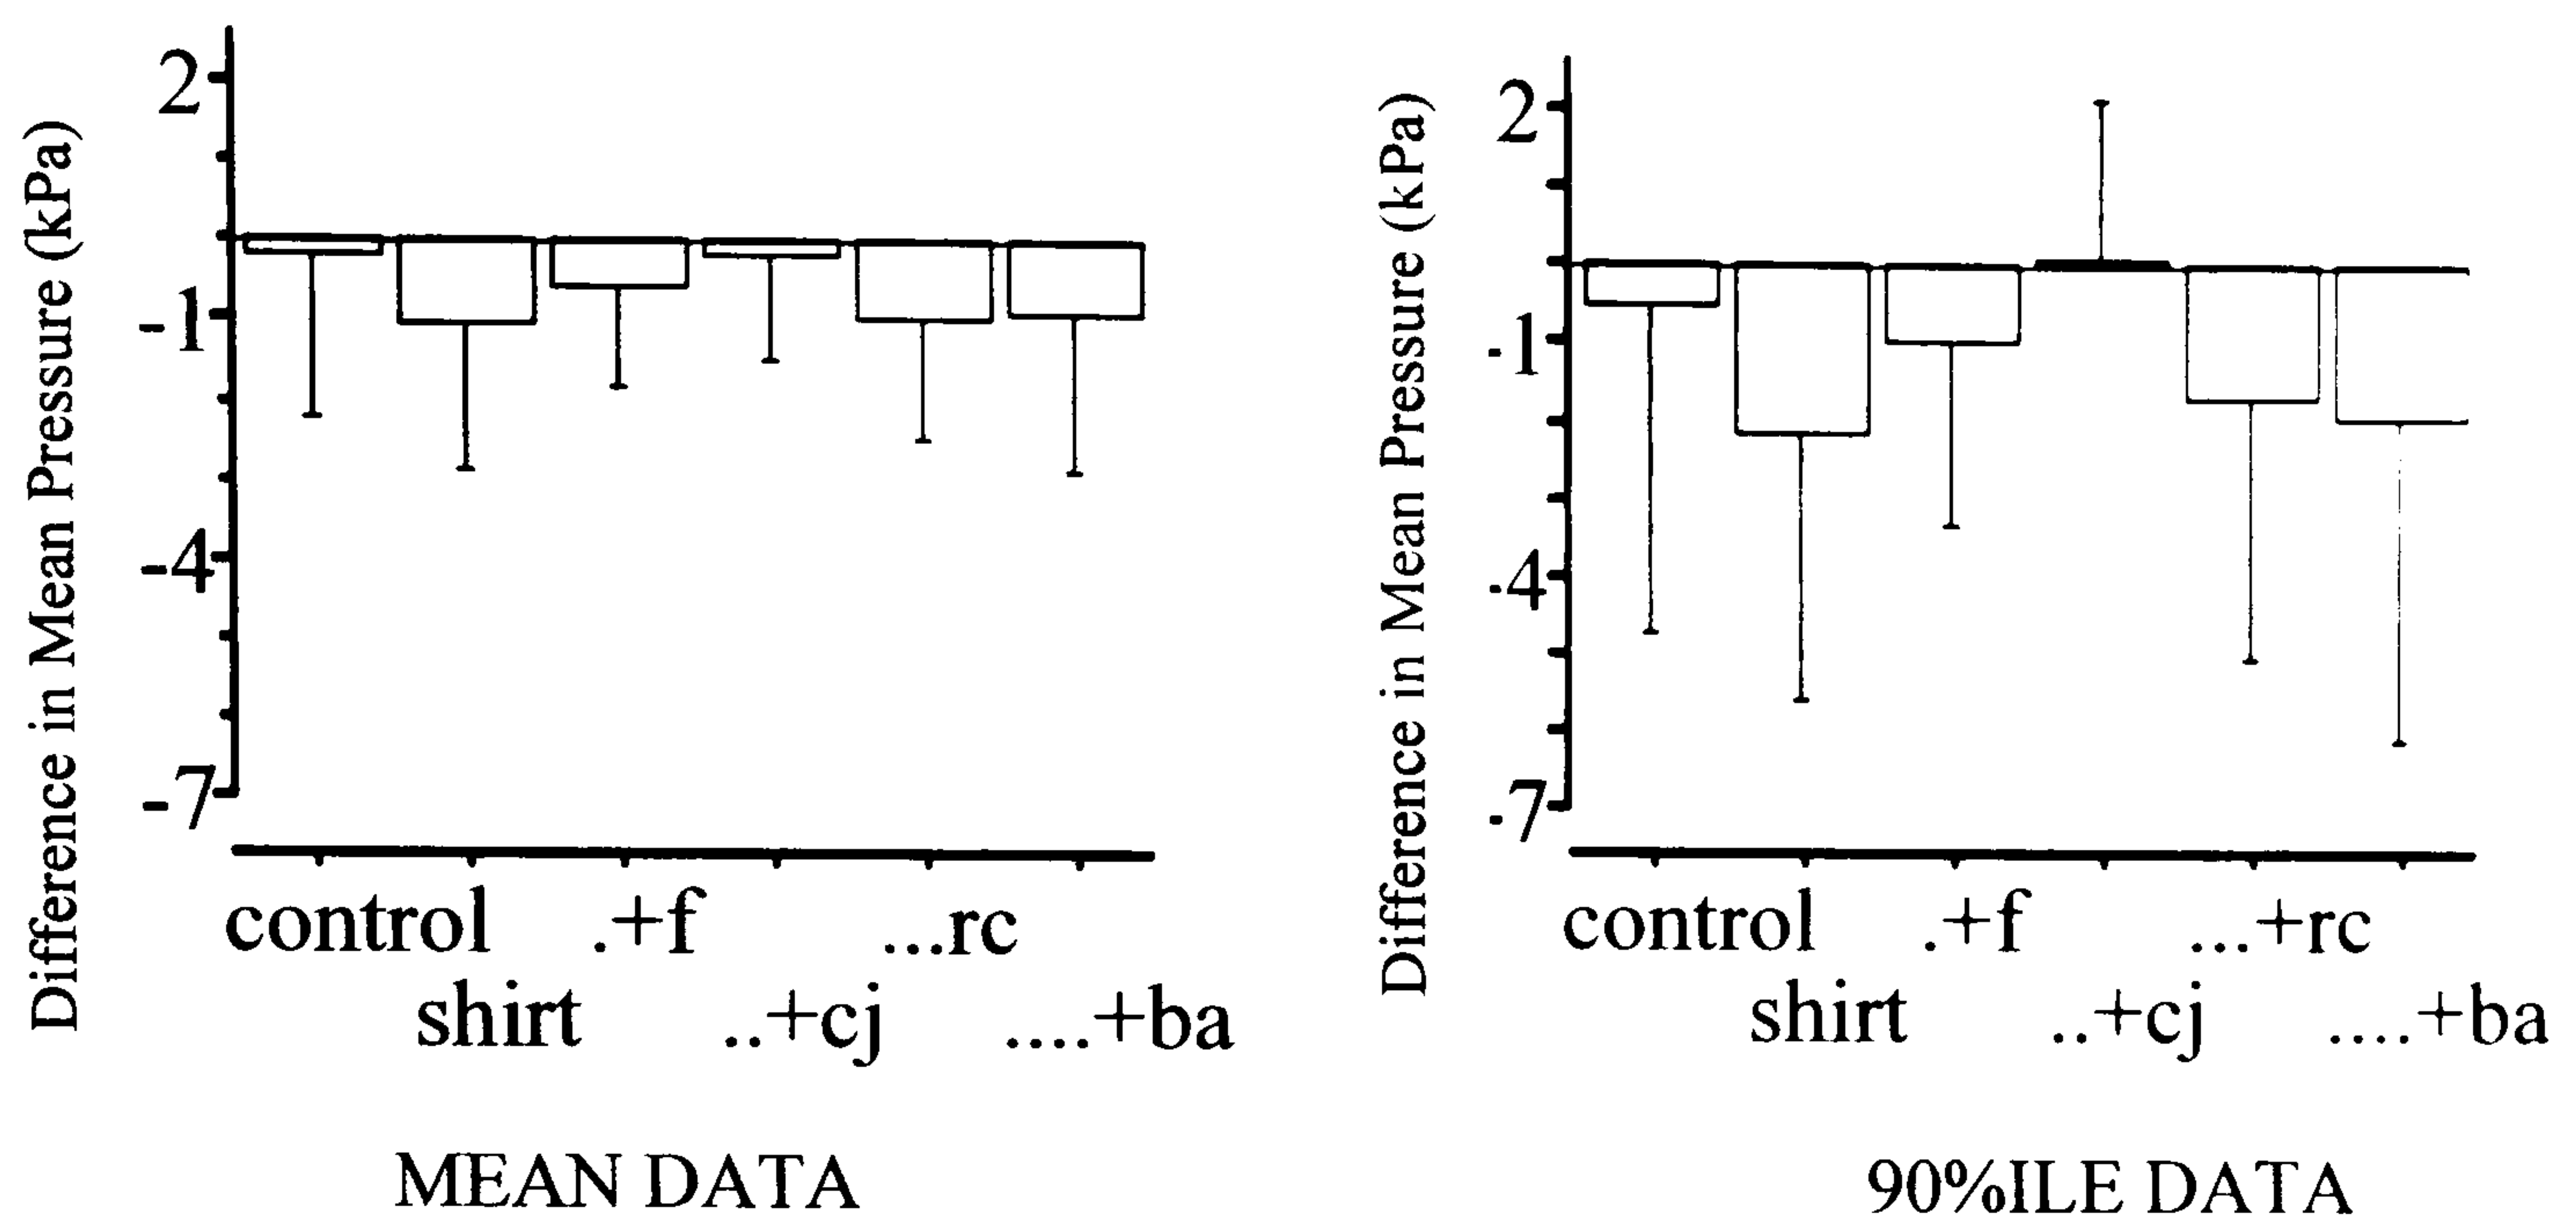 Difference in Mean Pressure (kPa)
2
-1
-4
-7
control .+f ...rc
shirt ..+cj ....+ba
MEAN DATA
Difference in Mean Pressure (kPa)
2
-1
-4
-7
control .+f ...+rc
shirt ..+cj ....+ba
90%ILE DATA